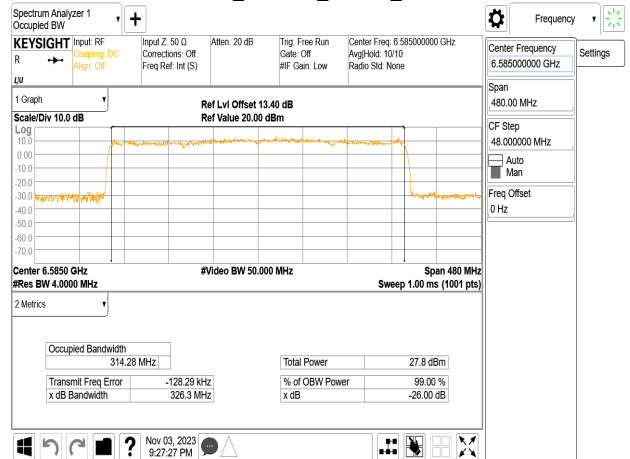 Spectrum Analyzer 1
Occupied BW
Frequency
KEYSIGHT
R
Input: RF
Coupling: DC
Align: Off
Input Z: 50 Ω
Corrections: Off
Freq Ref: Int (S)
Atten: 20 dB
Trig: Free Run
Gate: Off
#IF Gain: Low
Center Freq: 6.585000000 GHz
Avg|Hold: 10/10
Radio Std: None
Center Frequency
6.585000000 GHz
Settings
Span
480.00 MHz
CF Step
48.000000 MHz
Auto
Man
Freq Offset
0 Hz
1 Graph
Scale/Div 10.0 dB
Ref Lvl Offset 13.40 dB
Ref Value 20.00 dBm
Log
10.0
0.00
-10.0
-20.0
-30.0
-40.0
-50.0
-60.0
-70.0
Center 6.5850 GHz
#Video BW 50.000 MHz
Span 480 MHz
#Res BW 4.0000 MHz
Sweep 1.00 ms (1001 pts)
2 Metrics
Occupied Bandwidth
314.28 MHz
Total Power 27.8 dBm
Transmit Freq Error -128.29 kHz
% of OBW Power 99.00 %
x dB Bandwidth 326.3 MHz
x dB -26.00 dB
Nov 03, 2023
9:27:27 PM